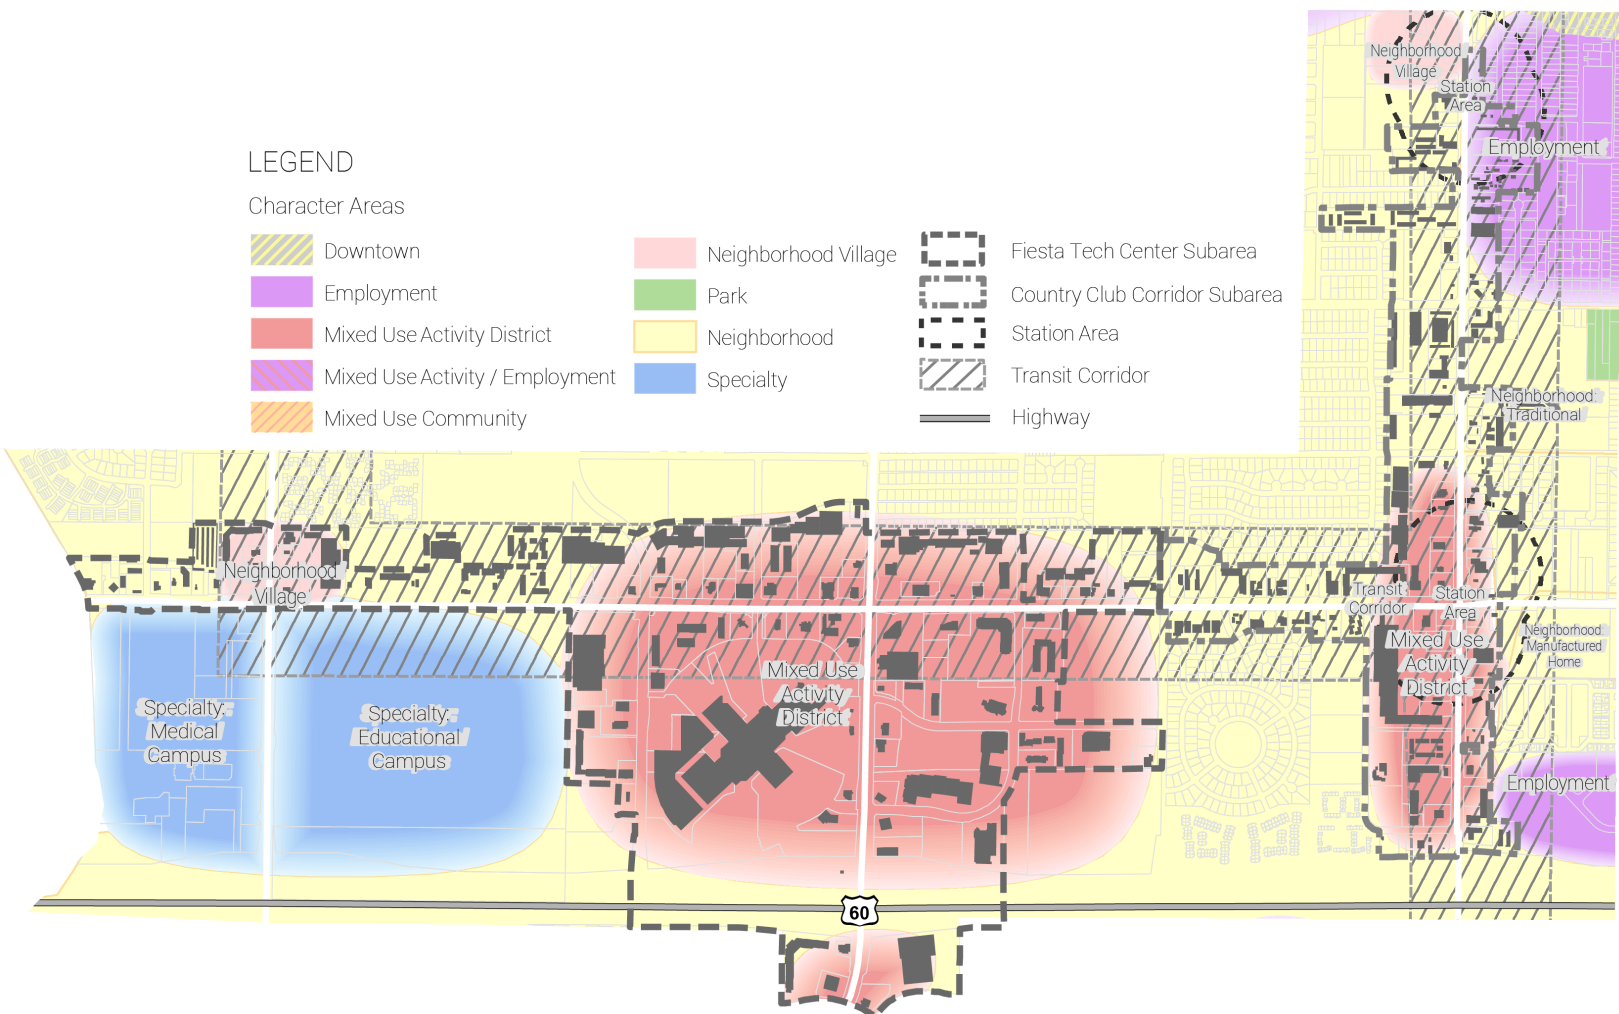 LEGEND
Character Areas
Downtown
Employment
Mixed Use Activity District
Mixed Use Activity / Employment
Mixed Use Community
Neighborhood Village
Park
Neighborhood
Specialty
Fiesta Tech Center Subarea
Country Club Corridor Subarea
Station Area
Transit Corridor
Highway
Neighborhood
Village
Station
Area
Employment
Neighborhood:
Traditional
Neighborhood
Village
Transit
Corridor
Station
Area
Mixed Use
Activity
District
Neighborhood:
Manufactured
Home
Mixed Use
Activity
District
Specialty:
Medical
Campus
Specialty:
Educational
Campus
Employment
60